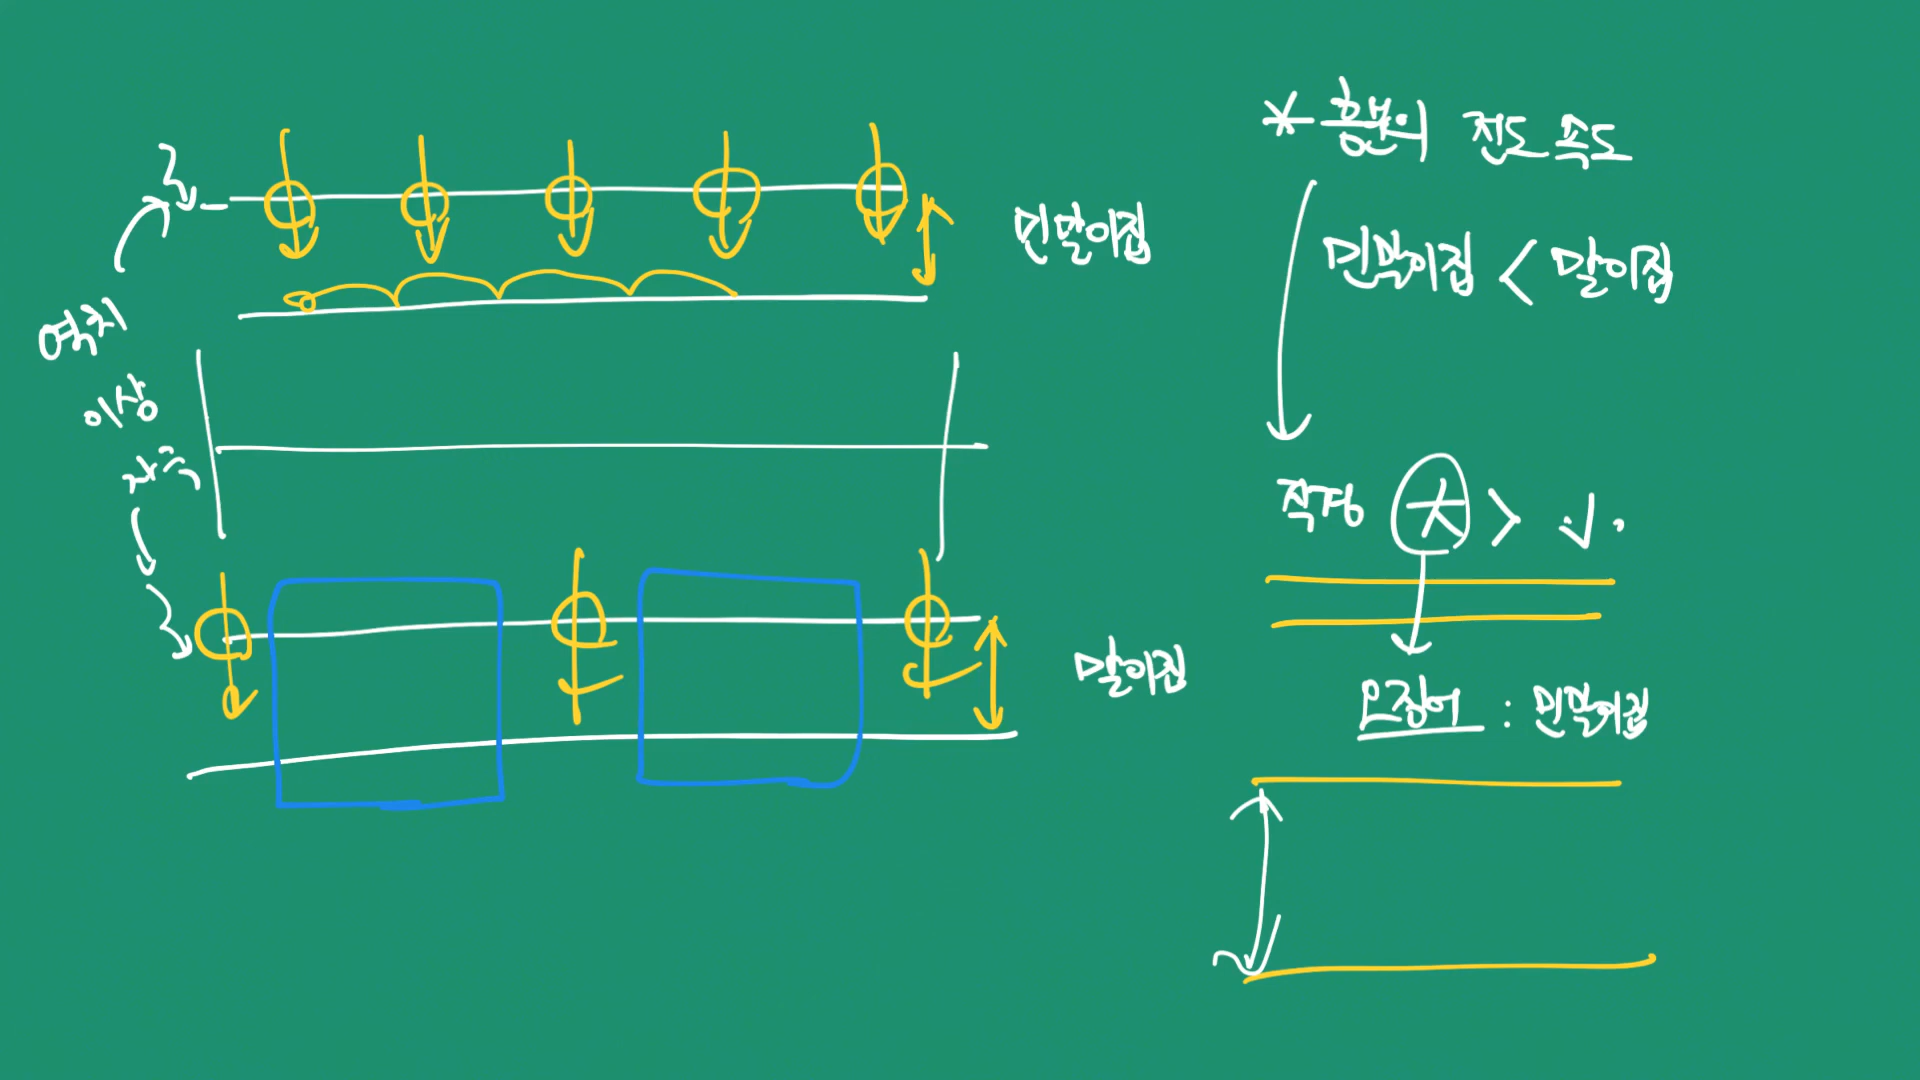 역치
이상
자극
민말이집
말이집
* 흥분의 전도 속도
민말이집 < 말이집
직경 大 > 小.
오징어 : 민말이집